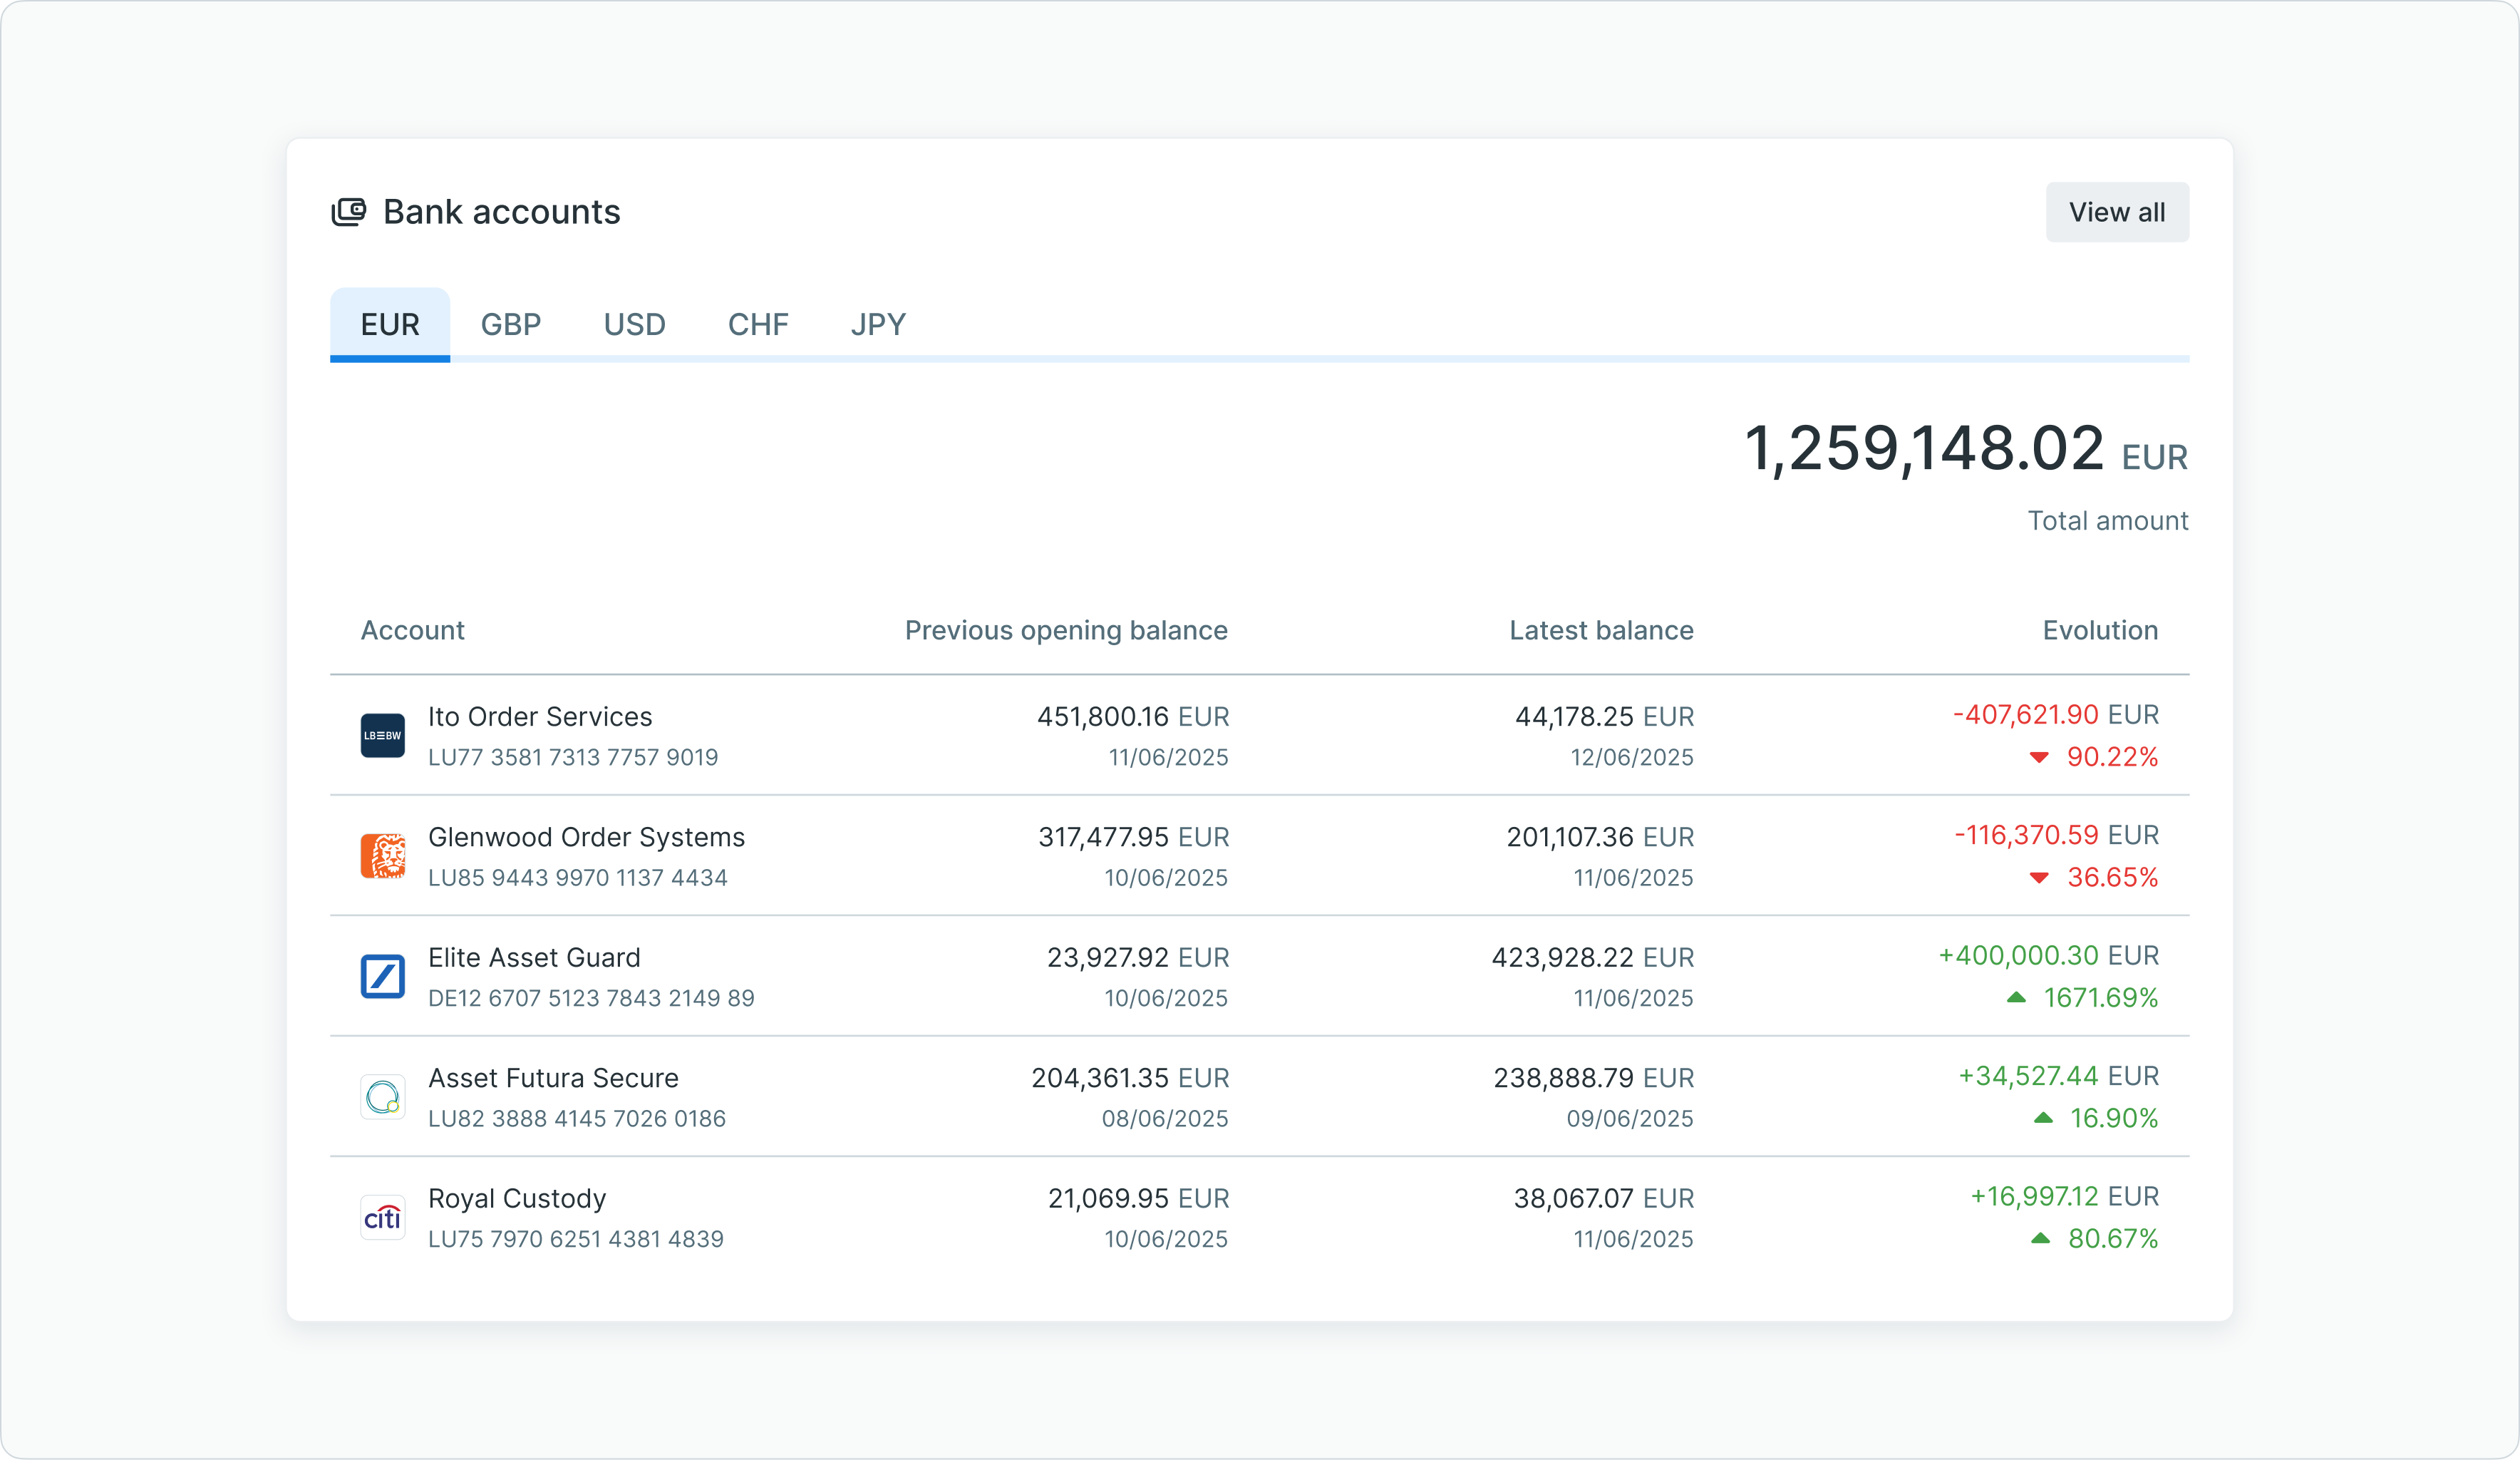 Bank accounts
View all
EUR GBP USD CHF JPY
1,259,148.02 EUR
Total amount
Account Previous opening balance Latest balance Evolution
Ito Order Services 451,800.16 EUR 44,178.25 EUR -407,621.90 EUR
LB≡BW
LU77 3581 7313 7757 9019 11/06/2025 12/06/2025 90.22%
Glenwood Order Systems 317,477.95 EUR 201,107.36 EUR -116,370.59 EUR
LU85 9443 9970 1137 4434 10/06/2025 11/06/2025 36.65%
Elite Asset Guard 23,927.92 EUR 423,928.22 EUR +400,000.30 EUR
DE12 6707 5123 7843 2149 89 10/06/2025 11/06/2025 1671.69%
Asset Futura Secure 204,361.35 EUR 238,888.79 EUR +34,527.44 EUR
LU82 3888 4145 7026 0186 08/06/2025 09/06/2025 16.90%
Royal Custody 21,069.95 EUR 38,067.07 EUR +16,997.12 EUR
citi
LU75 7970 6251 4381 4839 10/06/2025 11/06/2025 80.67%